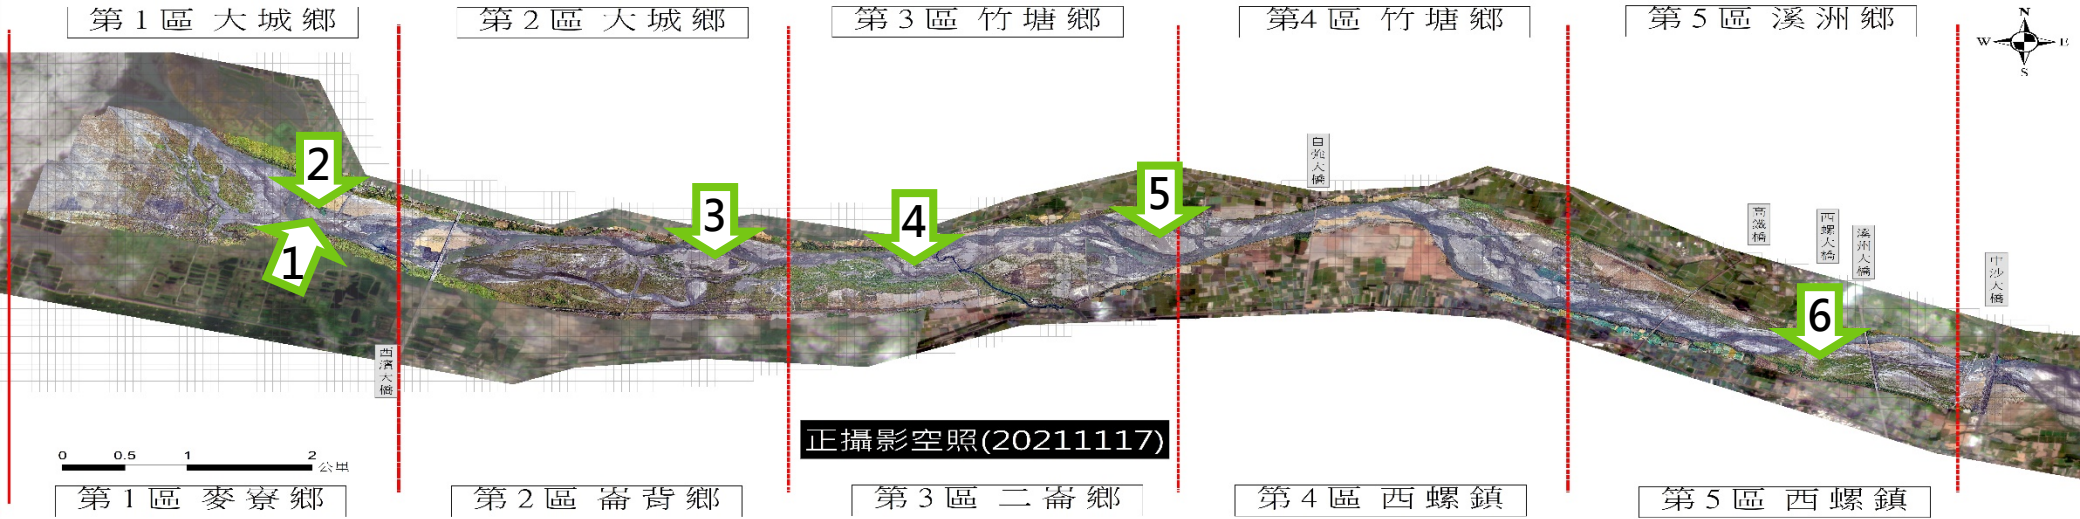 第1區 大城鄉
第2區 大城鄉
第3區 竹塘鄉
第4區 竹塘鄉
第5區 溪洲鄉
N
W
E
S
自強大橋
2
3
4
5
1
高鐵橋
西螺大橋
溪州大橋
中沙大橋
6
西濱大橋
正攝影空照(20211117)
0 0.5 1 2 公里
第1區 麥寮鄉
第2區 崙背鄉
第3區 二崙鄉
第4區 西螺鎮
第5區 西螺鎮